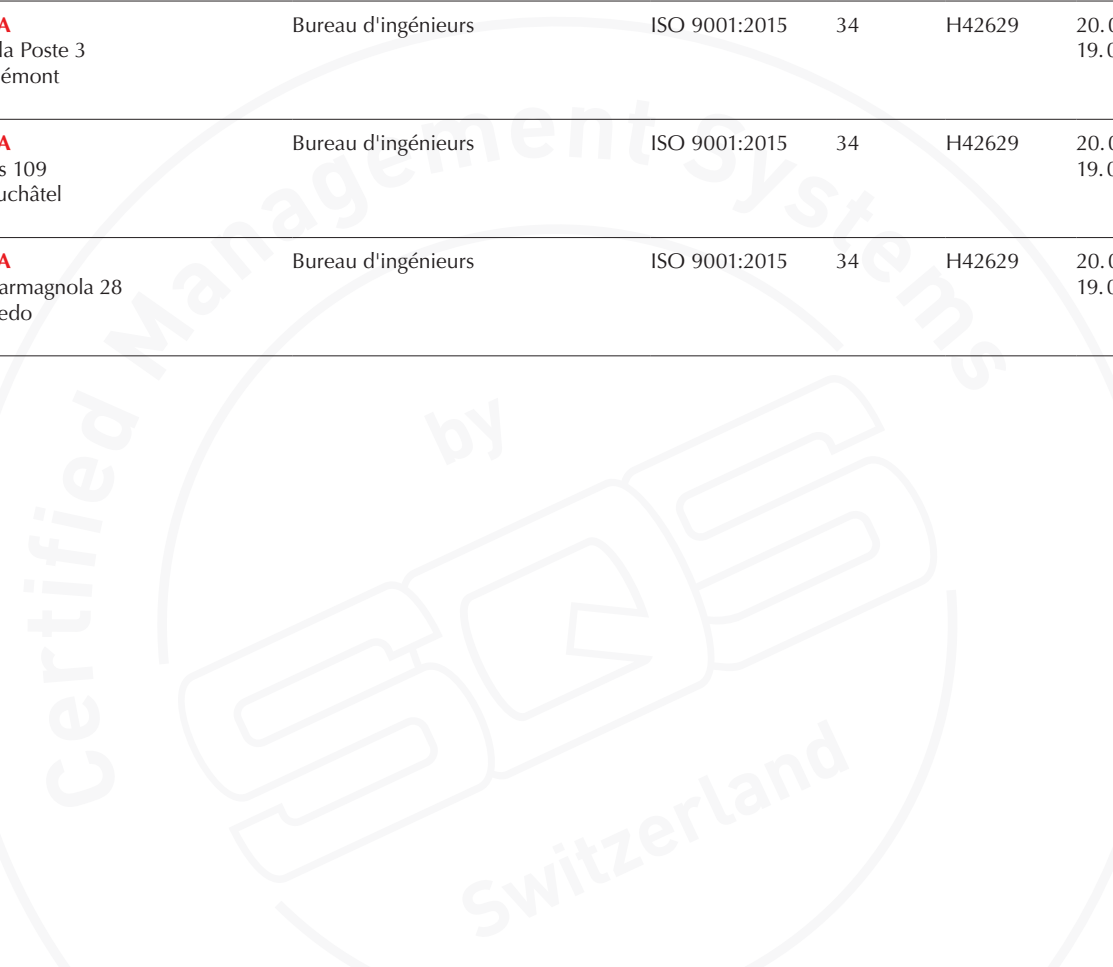 A Bureau d'ingénieurs ISO 9001:2015 34 H42629 20. 0
la Poste 3 19. 0
émont
A Bureau d'ingénieurs ISO 9001:2015 34 H42629 20. 0
s 109 19. 0
uchâtel
A Bureau d'ingénieurs ISO 9001:2015 34 H42629 20. 0
armagnola 28 19. 0
edo
Certified Management Systems
by
SQS
Switzerland